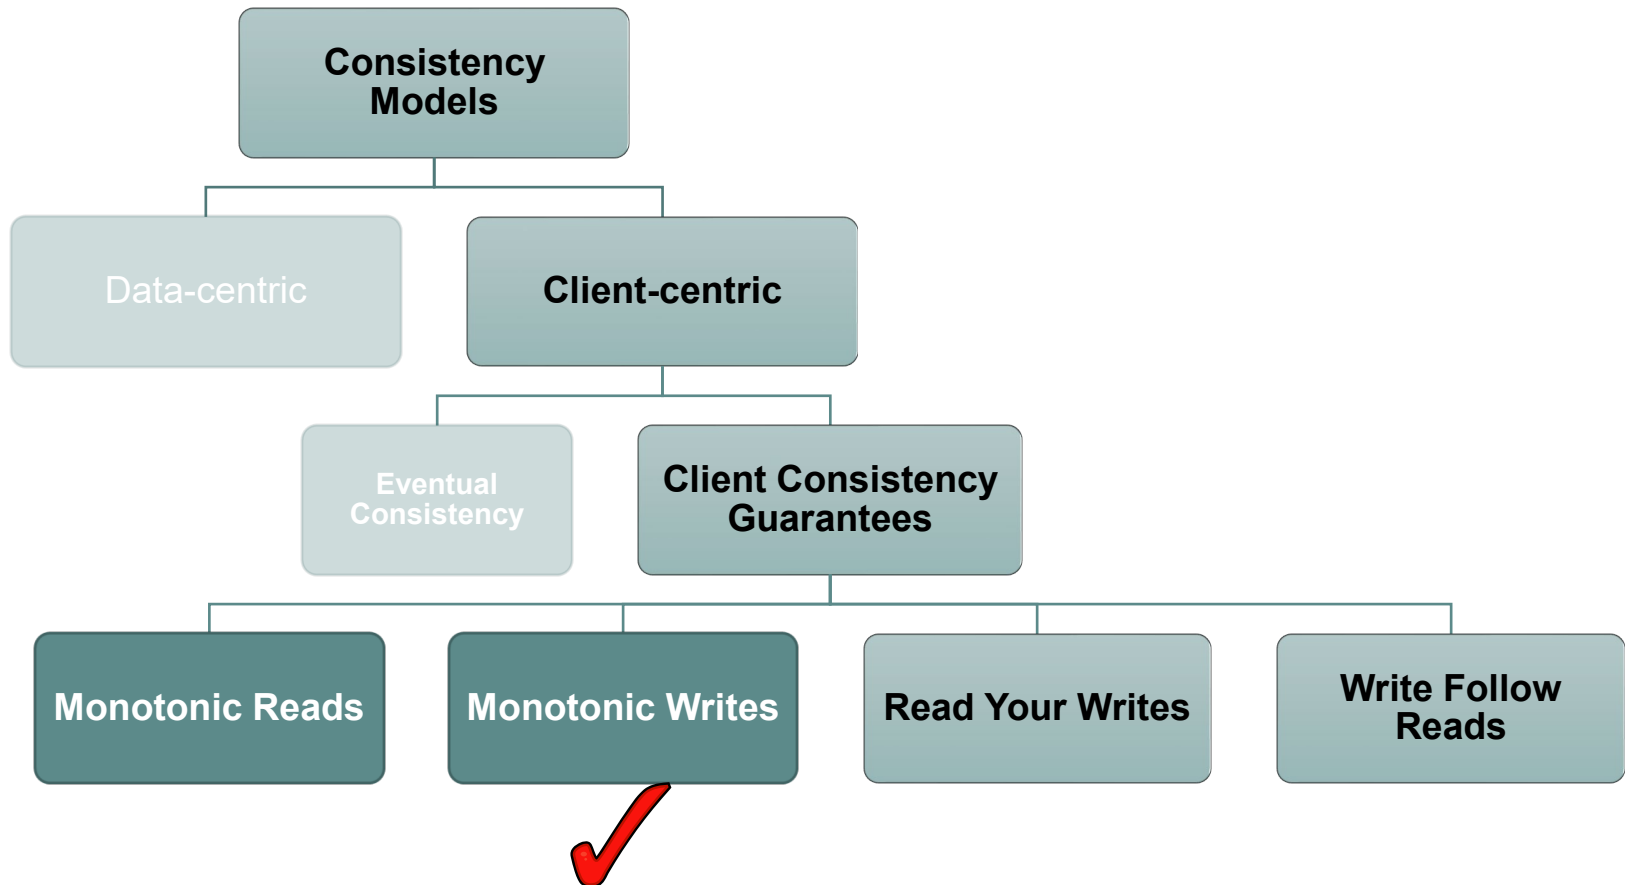 Consistency
Models
Data-centric
Client-centric
Eventual
Consistency
Client Consistency
Guarantees
Monotonic Reads
Monotonic Writes
Read Your Writes
Write Follow
Reads